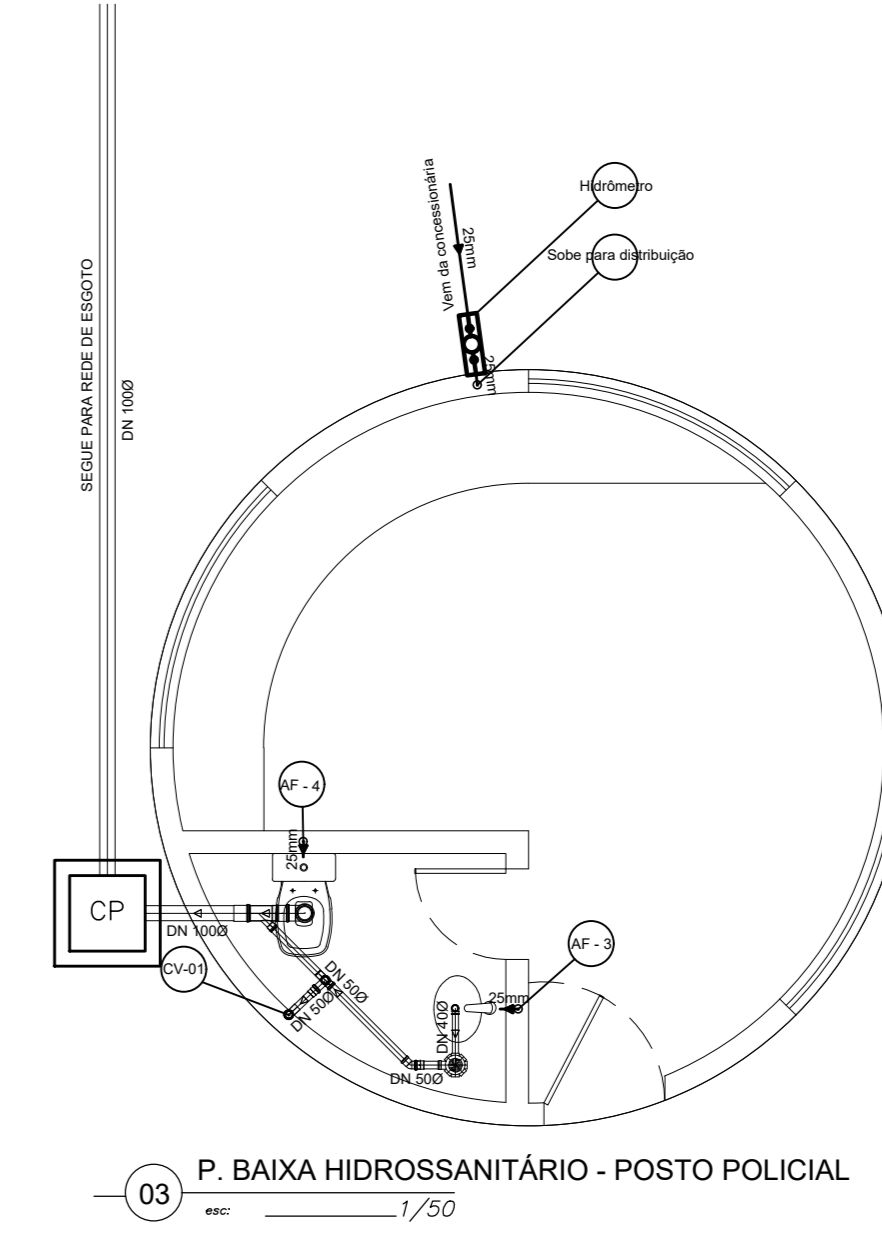 Vem da concessionária
25mm
Hidrômetro
Sobe para distribuição
25mm
SEGUE PARA REDE DE ESGOTO
DN 100Ø
AF - 4
25mm
CP
DN 100Ø
CV-01
DN 50Ø
DN 50Ø
AF - 3
25mm
DN 40Ø
DN 50Ø
03
P. BAIXA HIDROSSANITÁRIO - POSTO POLICIAL
esc: 1/50